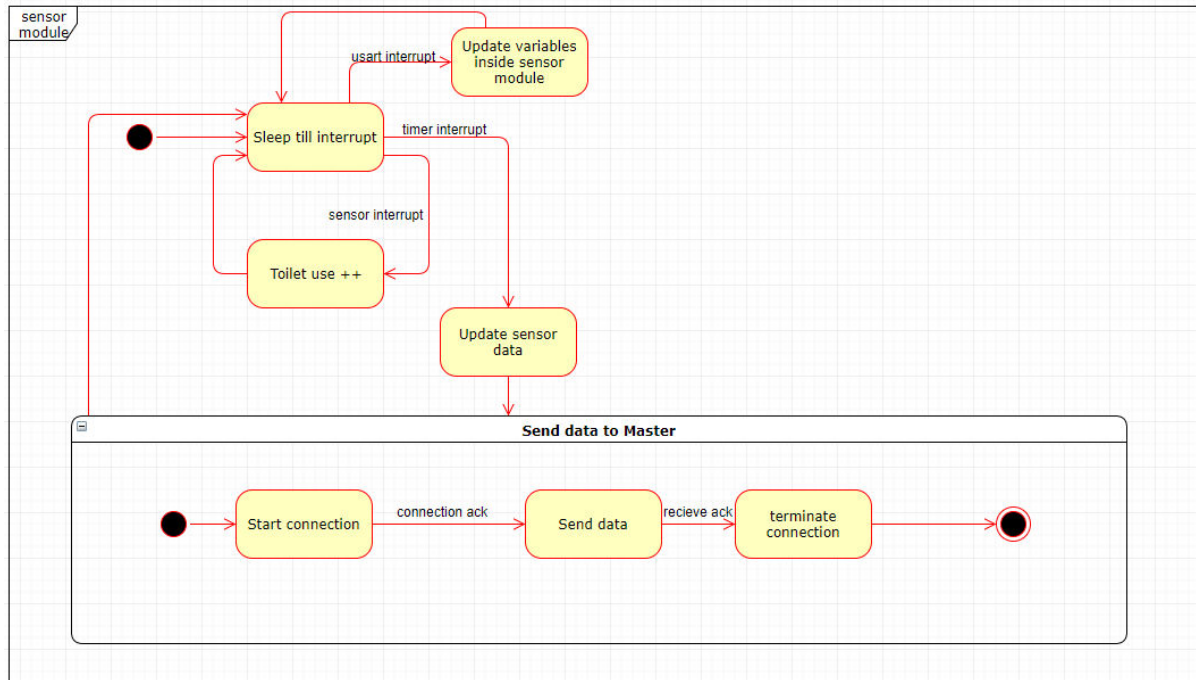 sensor
module
Update variables
inside sensor
module
usart interrupt
Sleep till interrupt
timer interrupt
sensor interrupt
Toilet use ++
Update sensor
data
Send data to Master
Start connection
connection ack
Send data
recieve ack
terminate
connection